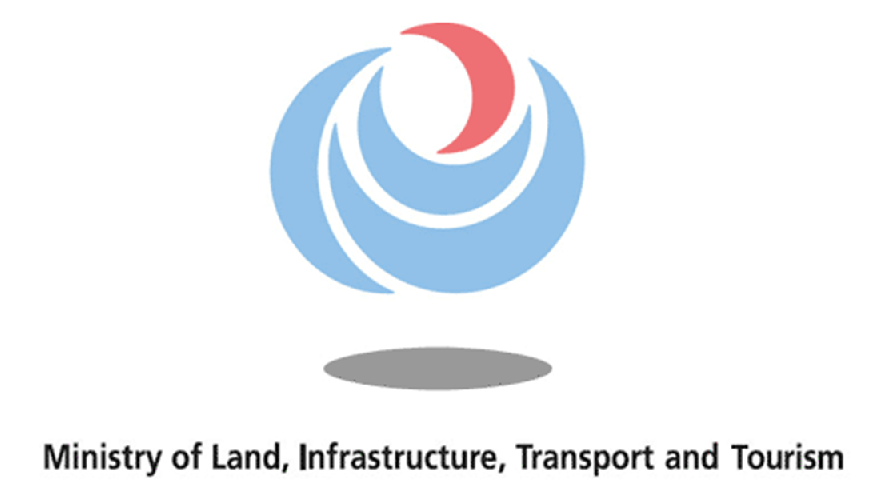 Ministry of Land, Infrastructure, Transport and Tourism